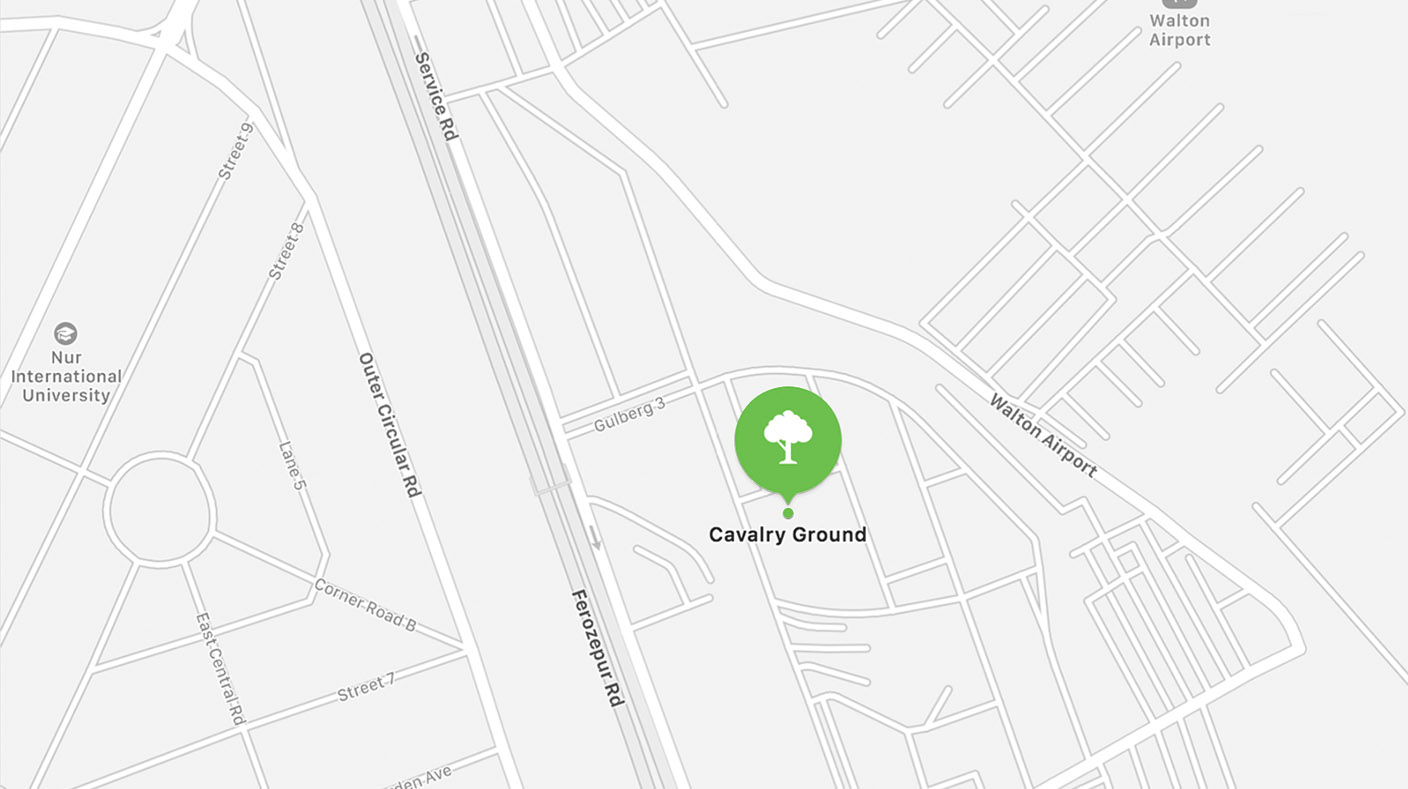 Walton
Airport
Service Rd
Street 9
Street 8
Nur
International
University
Outer Circular Rd
Gulberg 3
Walton Airport
Lane 5
Cavalry Ground
Corner Road B
Ferozepur Rd
East Central Rd
Street 7
Ave